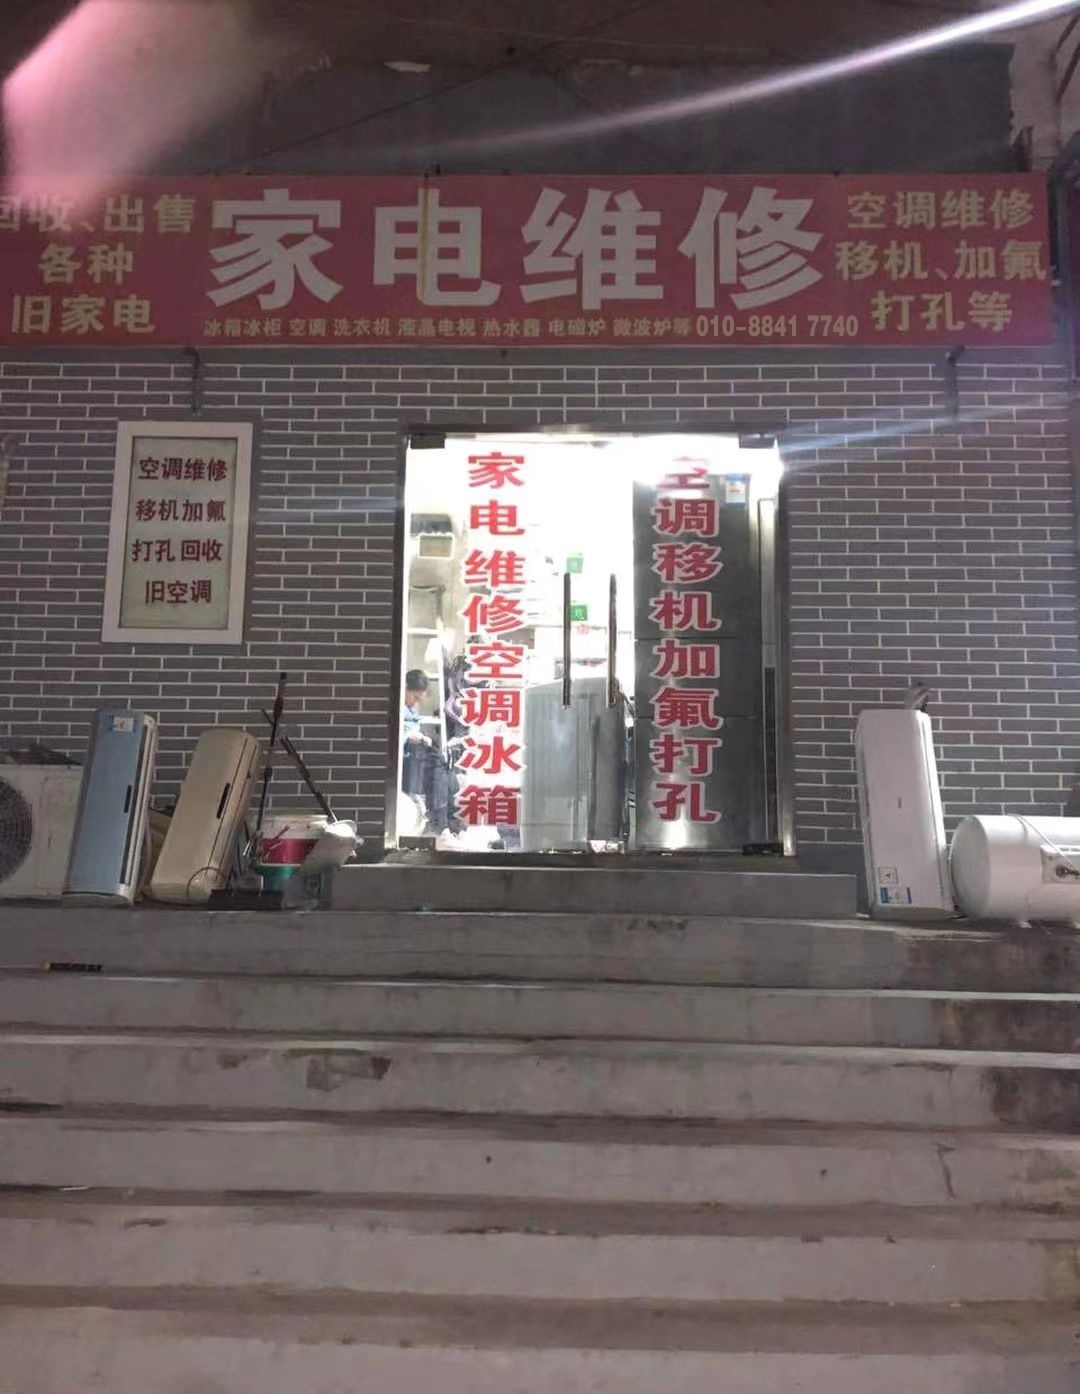 回收、出售
各种
旧家电
家电维修
冰箱冰柜 空调 洗衣机 液晶电视 热水器 电磁炉 微波炉等 010-8841 7740
空调维修
移机、加氟
打孔等
空调维修
移机加氟
打孔回收
旧空调
家电维修空调冰箱
空调移机加氟打孔